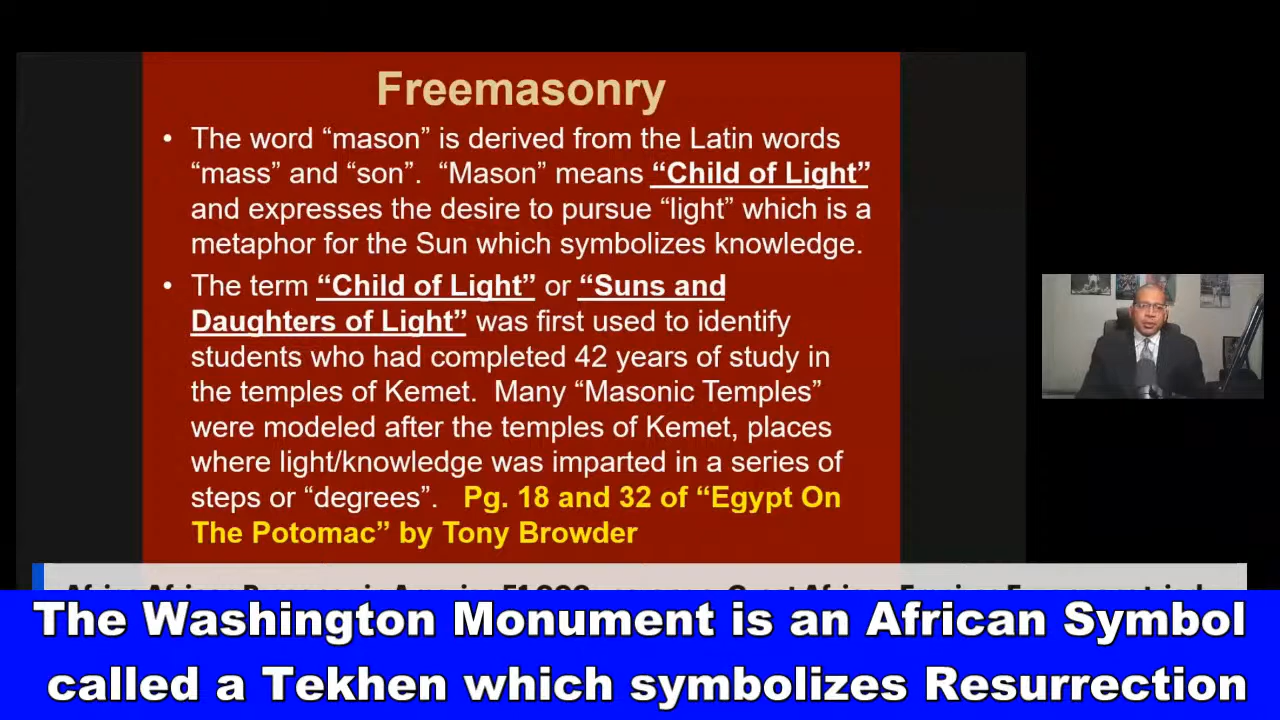 Freemasonry
• The word “mason” is derived from the Latin words
“mass” and “son”. “Mason” means “Child of Light”
and expresses the desire to pursue “light” which is a
metaphor for the Sun which symbolizes knowledge.
• The term “Child of Light” or “Suns and
Daughters of Light” was first used to identify
students who had completed 42 years of study in
the temples of Kemet. Many “Masonic Temples”
were modeled after the temples of Kemet, places
where light/knowledge was imparted in a series of
steps or “degrees”. Pg. 18 and 32 of “Egypt On
The Potomac” by Tony Browder
The Washington Monument is an African Symbol
called a Tekhen which symbolizes Resurrection